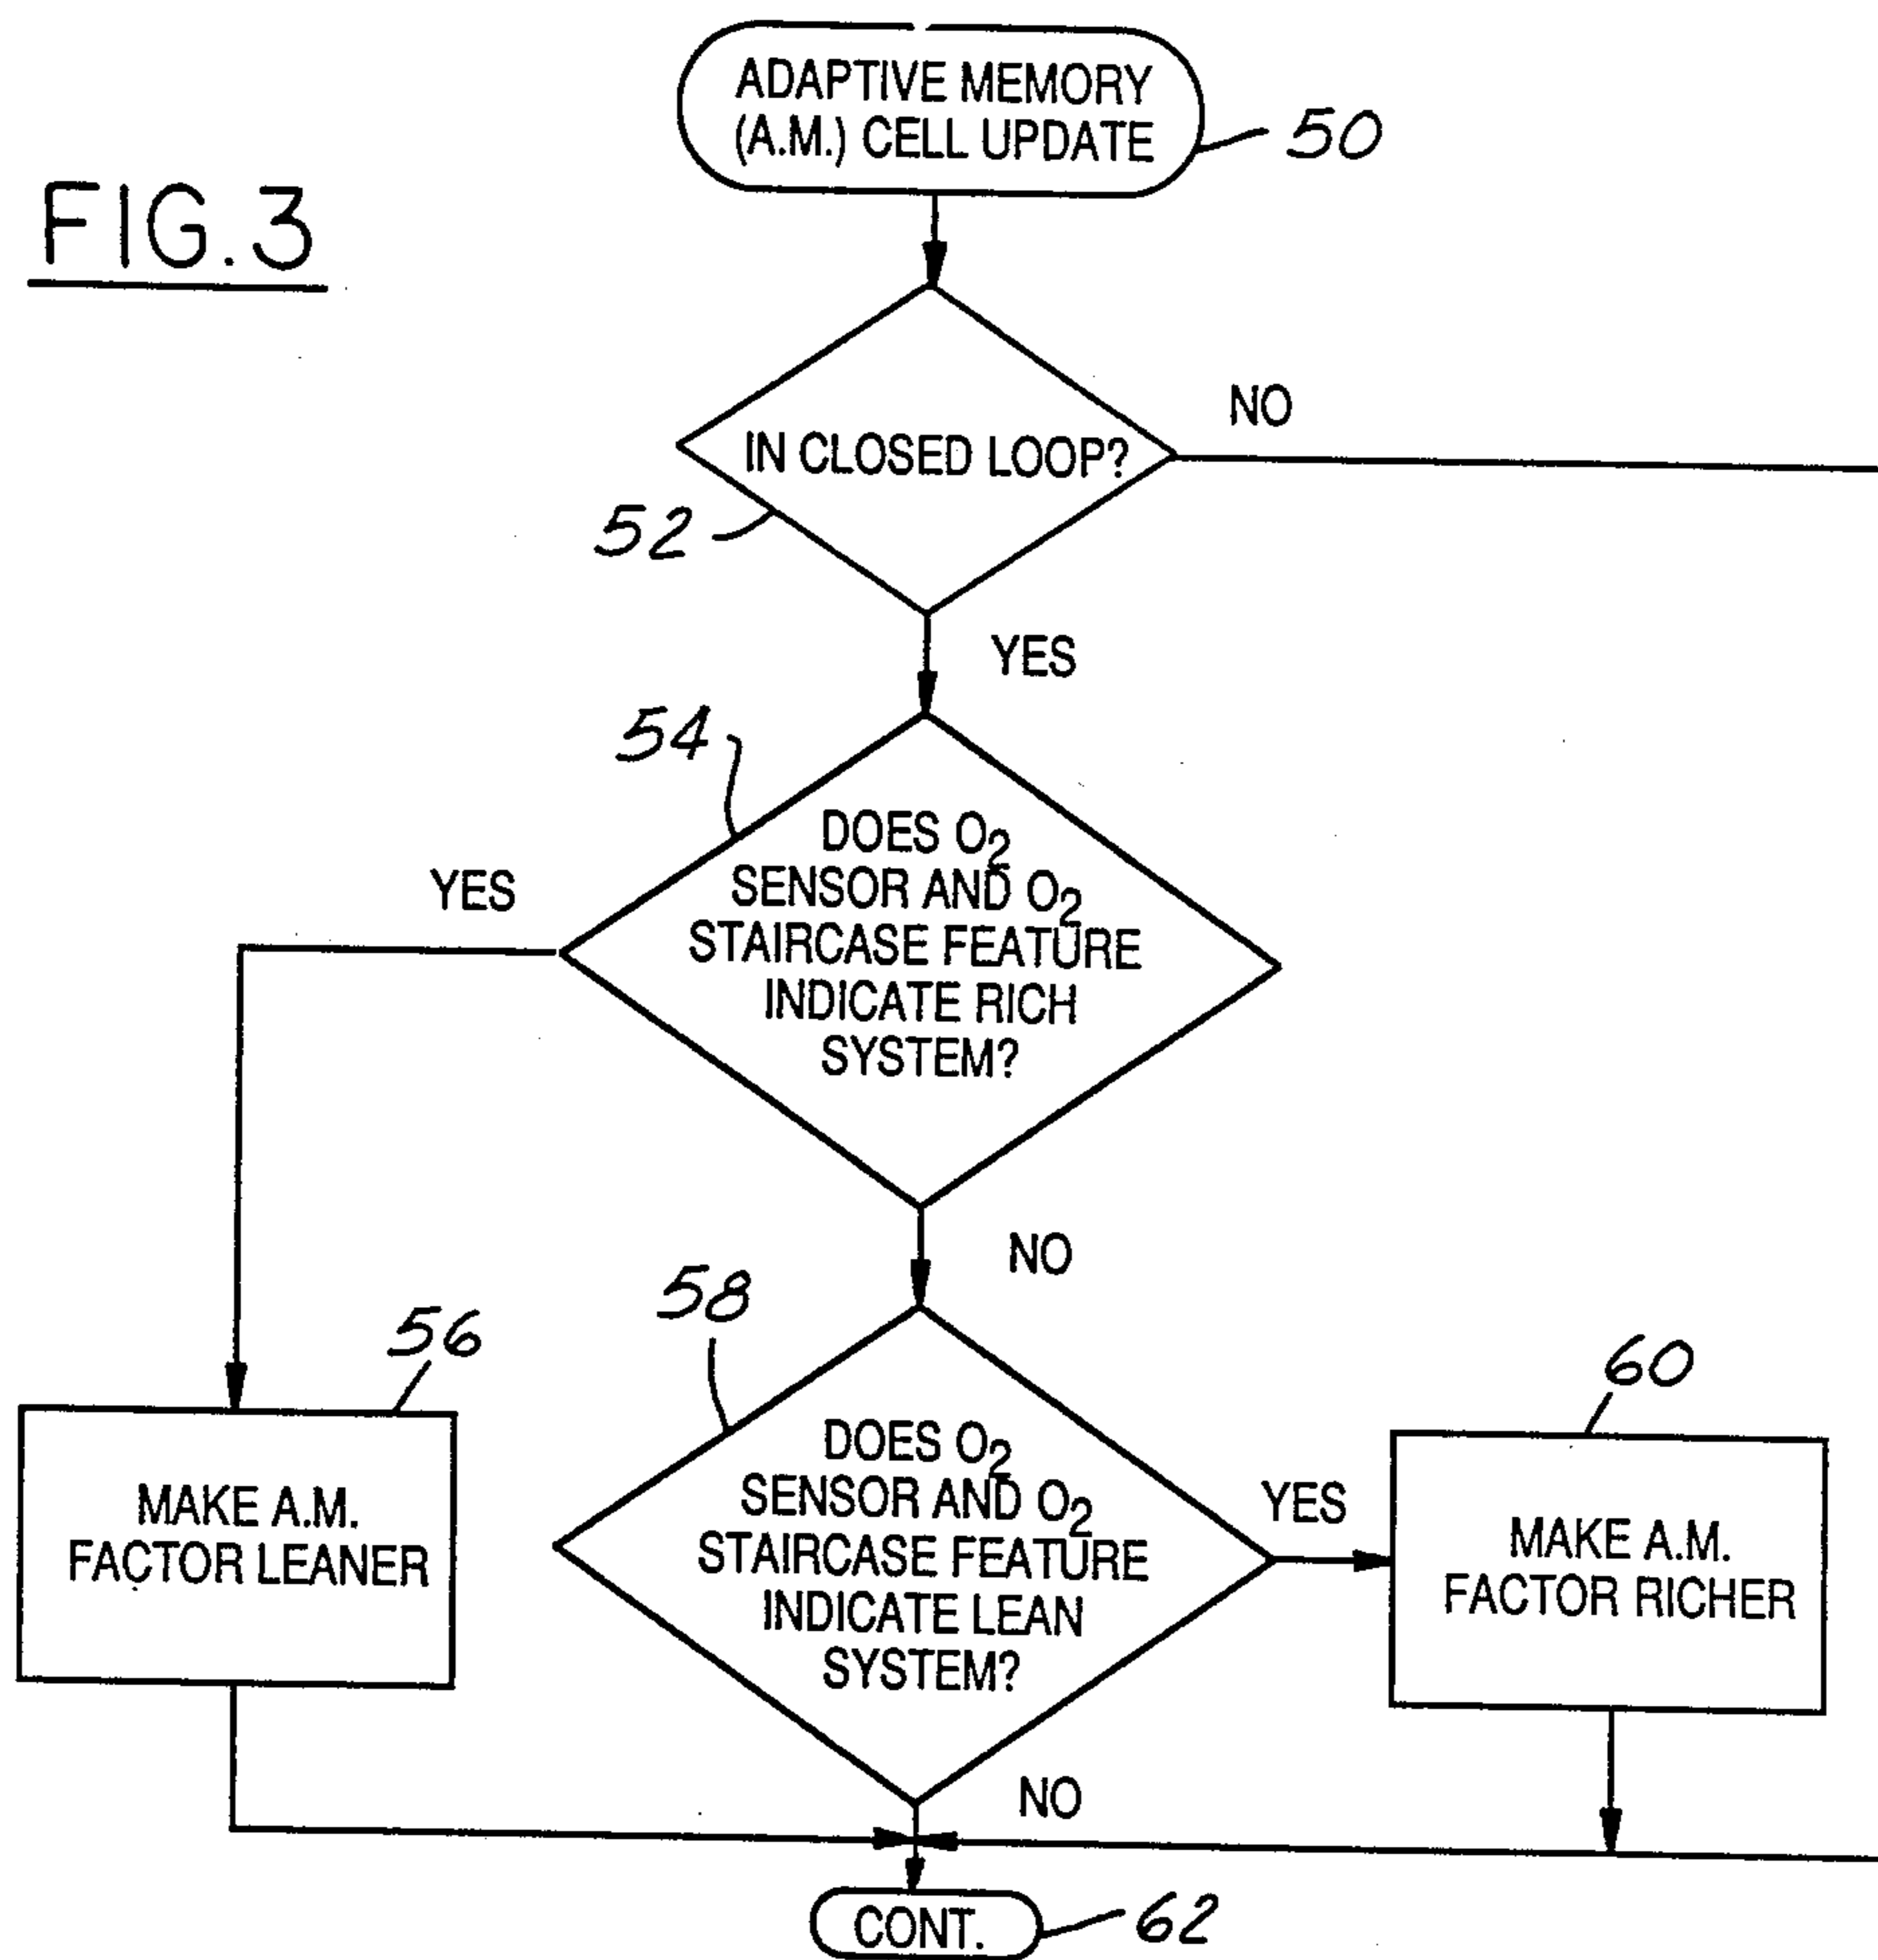 FIG.3
ADAPTIVE MEMORY
(A.M.) CELL UPDATE
50
IN CLOSED LOOP?
NO
52
YES
54
DOES O2
SENSOR AND O2
STAIRCASE FEATURE
INDICATE RICH
SYSTEM?
YES
NO
56
MAKE A.M.
FACTOR LEANER
58
DOES O2
SENSOR AND O2
STAIRCASE FEATURE
INDICATE LEAN
SYSTEM?
YES
60
MAKE A.M.
FACTOR RICHER
NO
CONT.
62